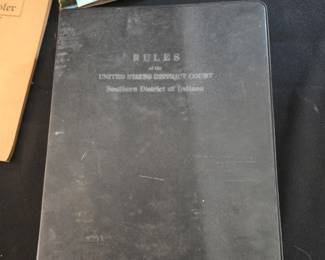 RULES
of the
UNITED STATES DISTRICT COURT
Southern District of Indiana